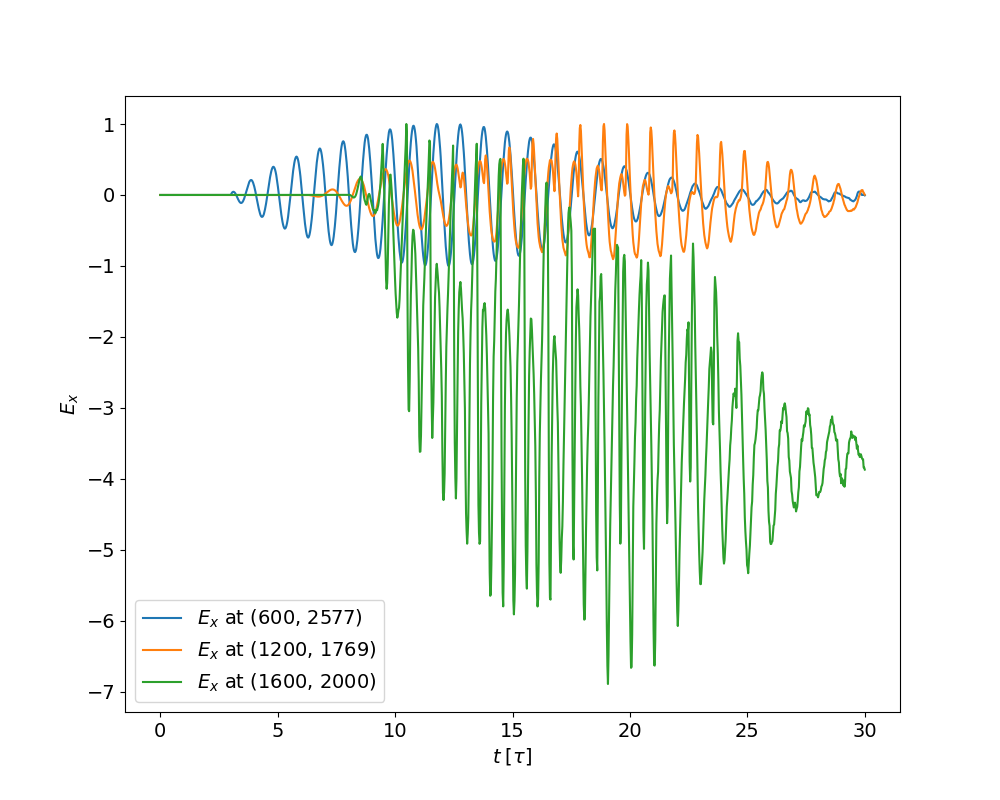 1
0
−1
−2
−3
−4
−5
−6
−7
E_x
E_x at (600, 2577)
E_x at (1200, 1769)
E_x at (1600, 2000)
0 5 10 15 20 25 30
t [τ]